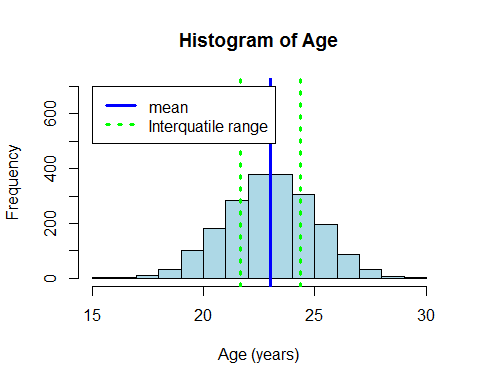 Histogram of Age
mean
Interquatile range
Frequency
600
400
200
0
15 20 25 30
Age (years)